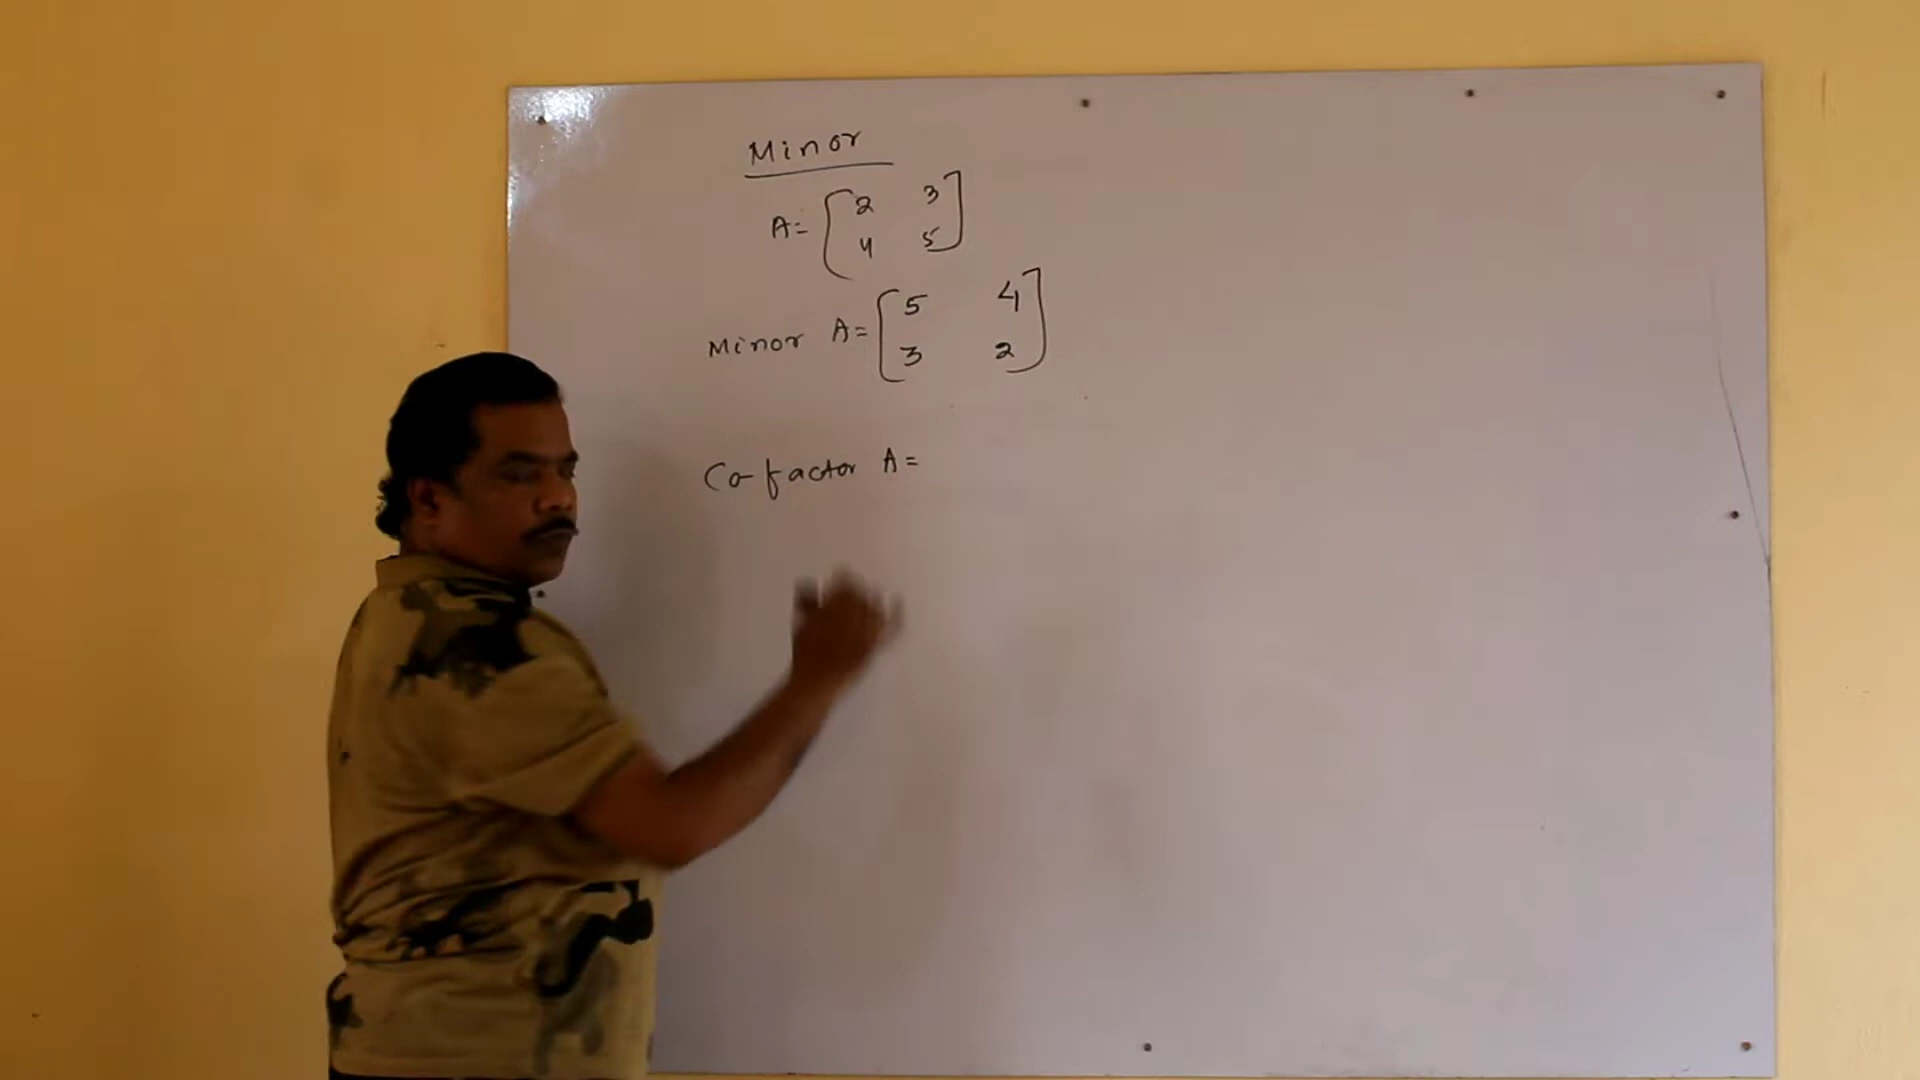 Minor
A= [2 3
4 5]
Minor A= [5 4
3 2]
Co-factor A=